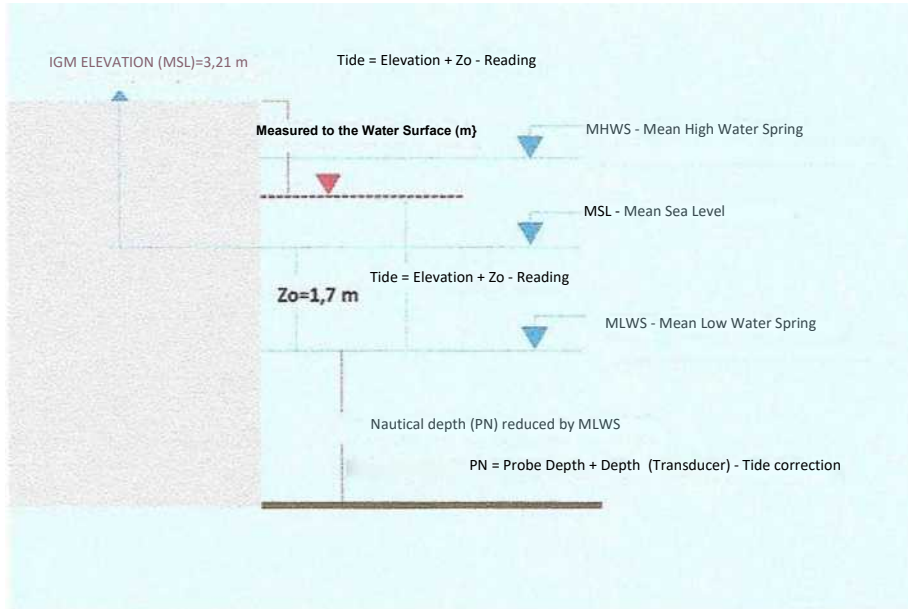 IGM ELEVATION (MSL)=3,21 m
Tide = Elevation + Zo - Reading
Measured to the Water Surface (m}
MHWS - Mean High Water Spring
MSL - Mean Sea Level
Tide = Elevation + Zo - Reading
Zo=1,7 m
MLWS - Mean Low Water Spring
Nautical depth (PN) reduced by MLWS
PN = Probe Depth + Depth (Transducer) - Tide correction